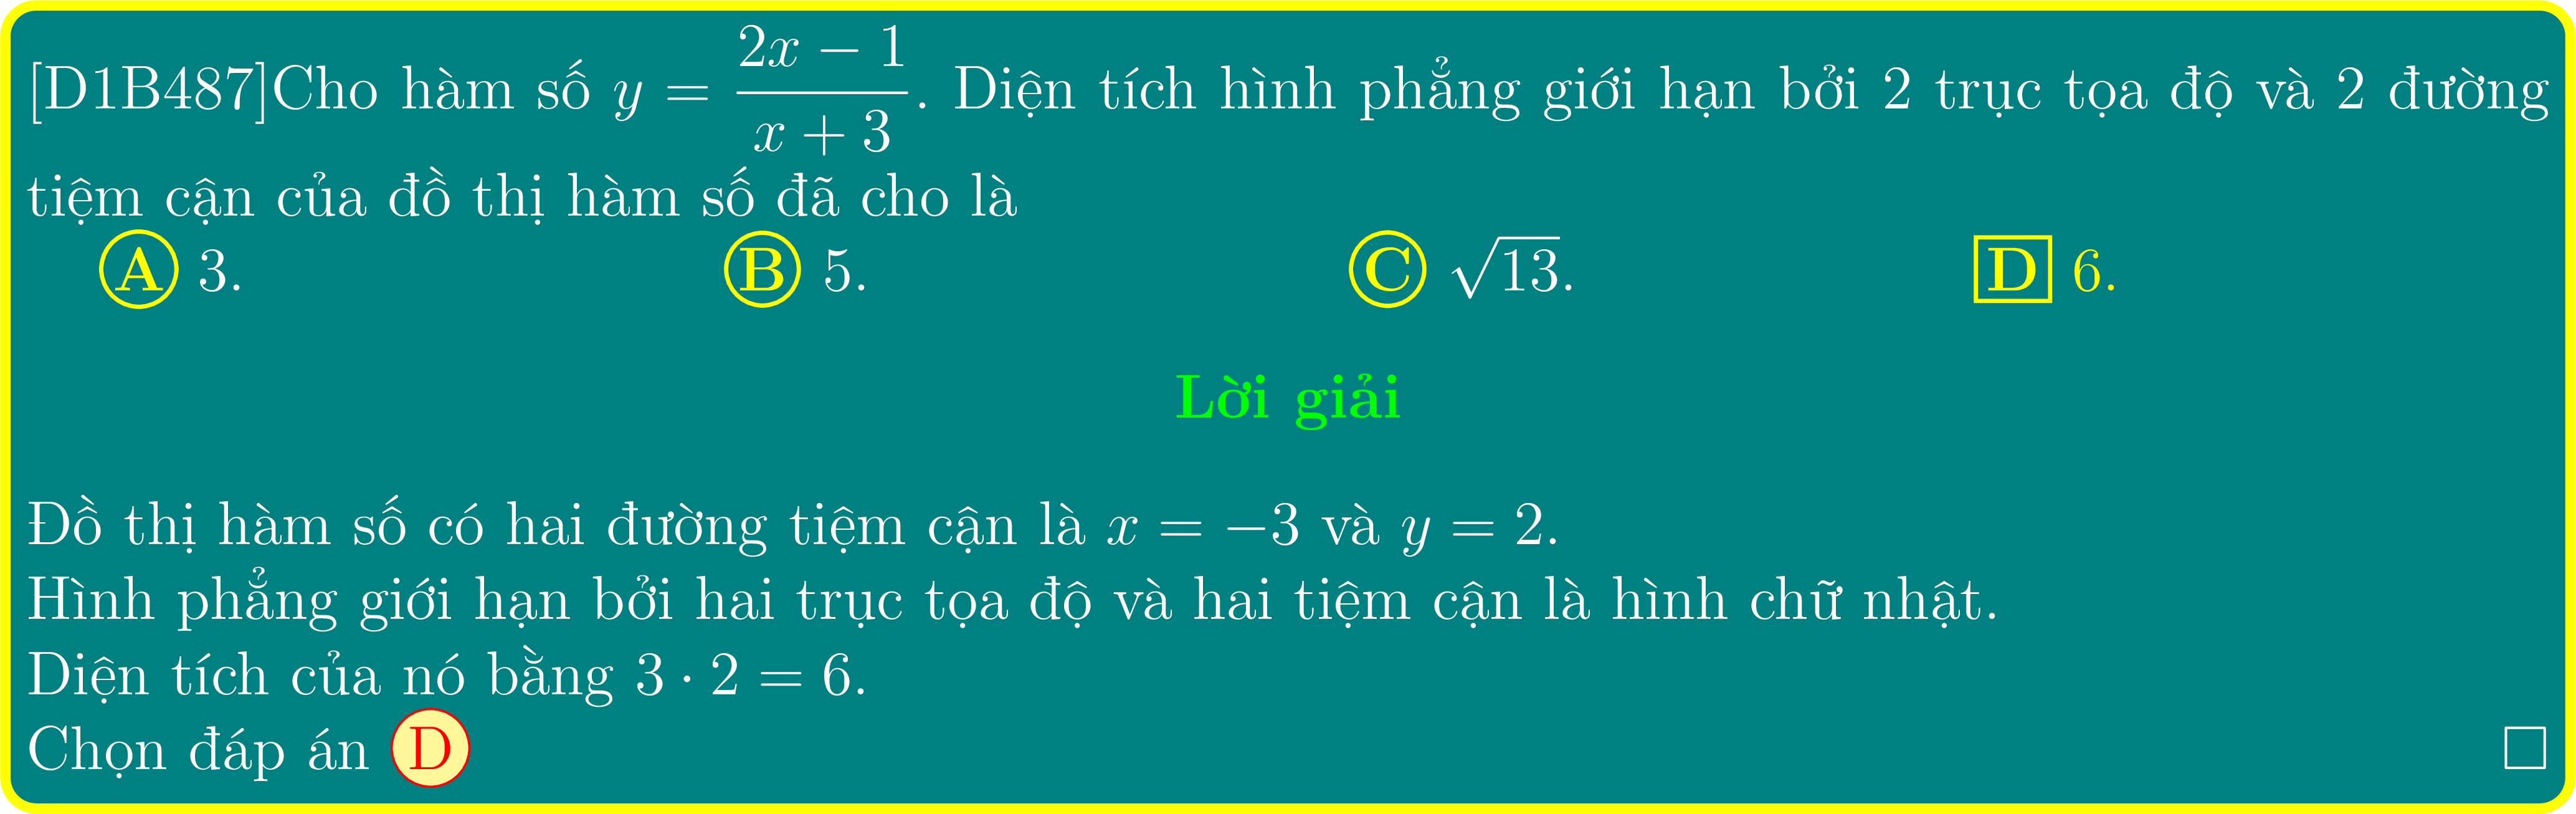 [D1B487]Cho hàm số y = \frac{2x − 1}{x + 3}. Diện tích hình phẳng giới hạn bởi 2 trục tọa độ và 2 đường
tiệm cận của đồ thị hàm số đã cho là
A 3. B 5. C √13. D 6.
Lời giải
Đồ thị hàm số có hai đường tiệm cận là x = −3 và y = 2.
Hình phẳng giới hạn bởi hai trục tọa độ và hai tiệm cận là hình chữ nhật.
Diện tích của nó bằng 3 · 2 = 6.
Chọn đáp án D □